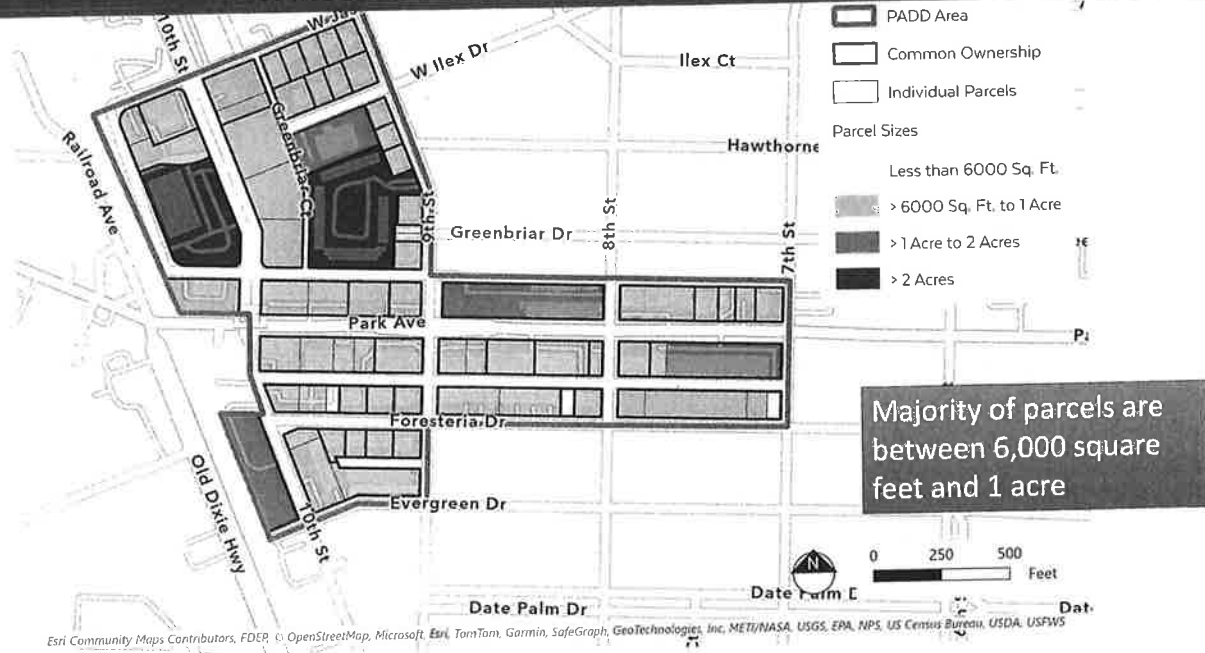 PADD Area
Common Ownership
Individual Parcels
Parcel Sizes
Less than 6000 Sq. Ft.
> 6000 Sq. Ft. to 1 Acre
> 1 Acre to 2 Acres
> 2 Acres
10th St
W Ilex Dr
Ilex Ct
Hawthorne
Railroad Ave
Greenbriar Ct
9th St
Greenbriar Dr
8th St
7th St
Park Ave
Foresteria Dr
Evergreen Dr
Old Dixie Hwy
10th St
Date Palm Dr
Date Palm D
Dat
Majority of parcels are
between 6,000 square
feet and 1 acre
N
0 250 500
Feet
Esri Community Maps Contributors, FDEP, © OpenStreetMap, Microsoft, Esri, TomTom, Garmin, SafeGraph, GeoTechnologies, Inc, METI/NASA, USGS, EPA, NPS, US Census Bureau, USDA, USFWS